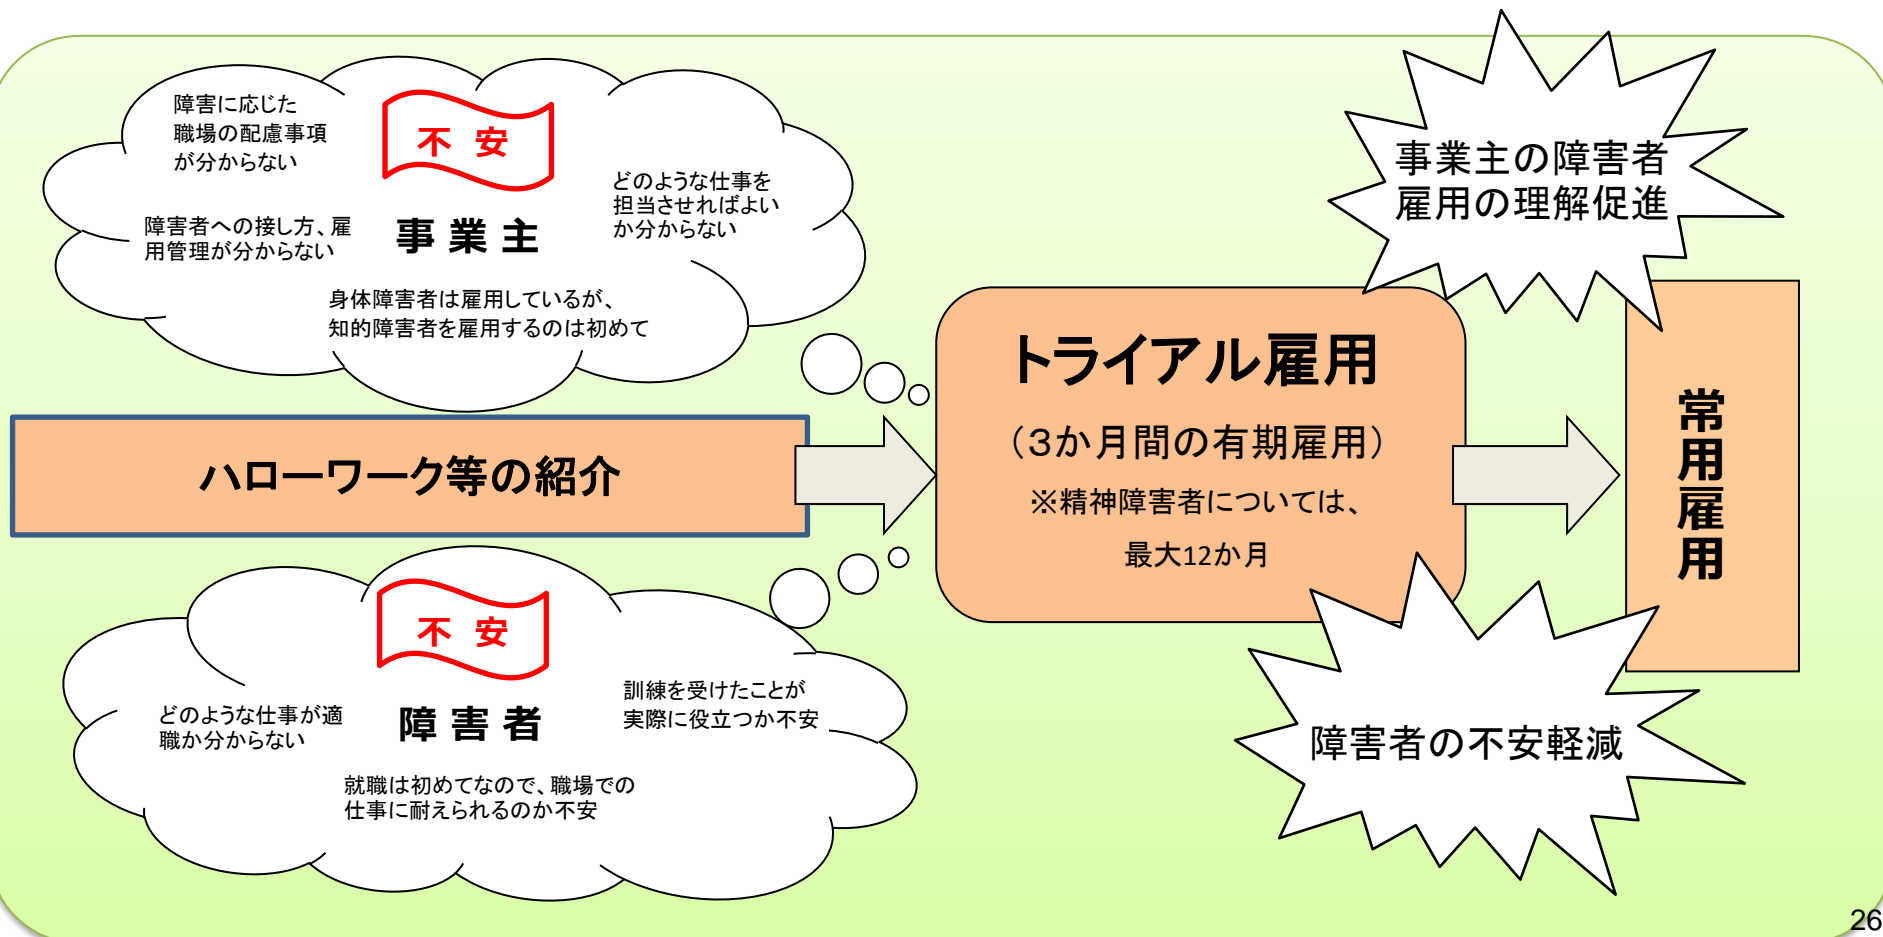 障害に応じた
職場の配慮事項
が分からない
不 安
どのような仕事を
担当させればよい
か分からない
障害者への接し方、雇
用管理が分からない
事 業 主
身体障害者は雇用しているが、
知的障害者を雇用するのは初めて
ハローワーク等の紹介
不 安
障 害 者
どのような仕事が適
職か分からない
訓練を受けたことが
実際に役立つか不安
就職は初めてなので、職場での
仕事に耐えられるのか不安
トライアル雇用
（３か月間の有期雇用）
※精神障害者については、
最大12か月
事業主の障害者
雇用の理解促進
障害者の不安軽減
常用雇用
26